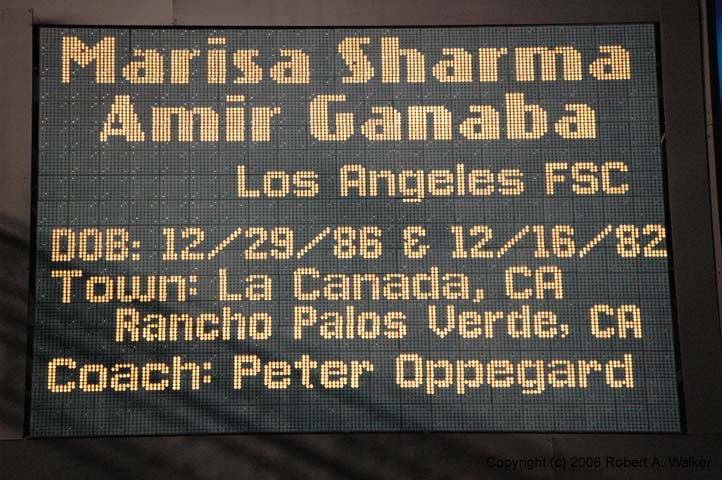 Marisa Sharma
Amir Ganaba
Los Angeles FSC
DOB: 12/29/86 & 12/16/82
Town: La Canada, CA
Rancho Palos Verde, CA
Coach: Peter Oppegard
Copyright (c) 2006 Robert A. Walker